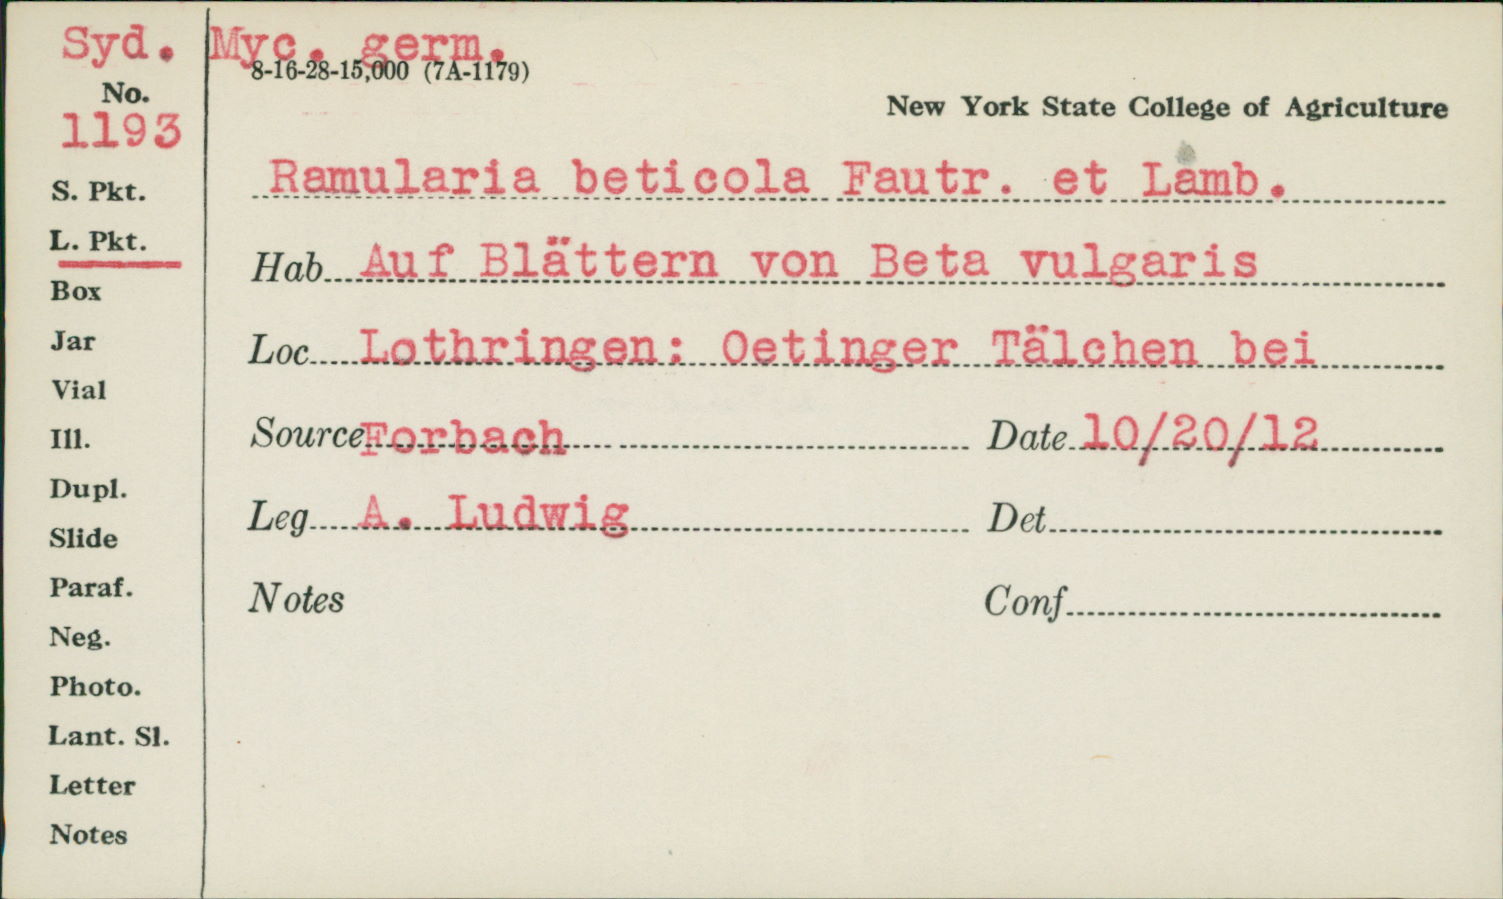 Syd. Myc. germ.
8-16-28-15,000 (7A-1179)
No.
1193
New York State College of Agriculture
Ramularia beticola Fautr. et Lamb.
S. Pkt.
L. Pkt.
Hab Auf Blättern von Beta vulgaris
Box
Jar
Loc Lothringen: Oetinger Tälchen bei
Vial
Ill.
Source Forbach Date 10/20/12
Dupl.
Leg A. Ludwig Det
Slide
Paraf.
Notes Conf
Neg.
Photo.
Lant. Sl.
Letter
Notes